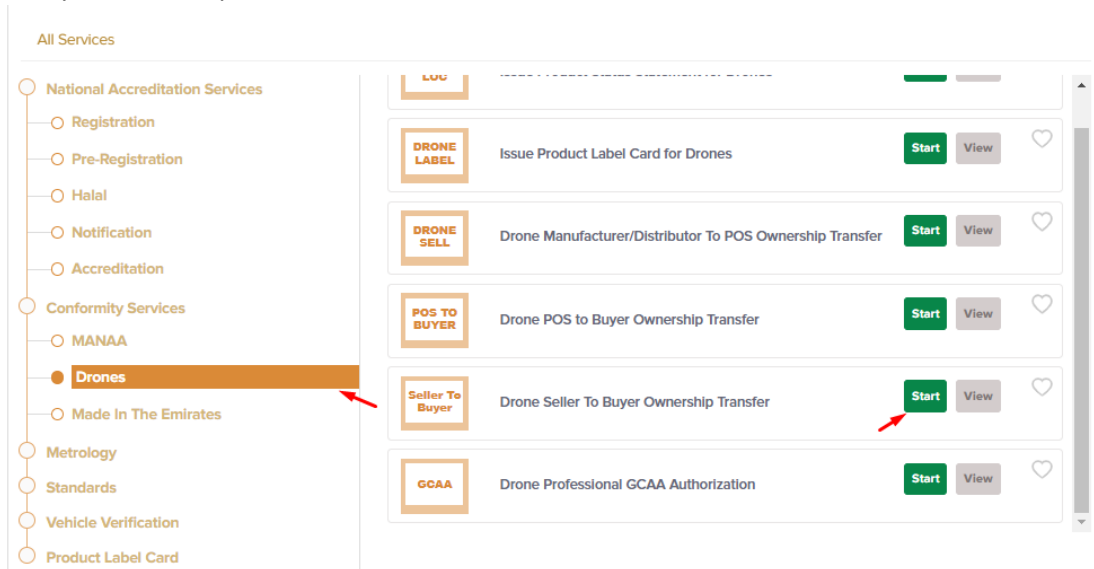 All Services
National Accreditation Services
Registration
Pre-Registration
Halal
Notification
Accreditation
Conformity Services
MANAA
Drones
Made In The Emirates
Metrology
Standards
Vehicle Verification
Product Label Card
DRONE
LABEL
Issue Product Label Card for Drones
Start View
DRONE
SELL
Drone Manufacturer/Distributor To POS Ownership Transfer
Start View
POS TO
BUYER
Drone POS to Buyer Ownership Transfer
Start View
Seller To
Buyer
Drone Seller To Buyer Ownership Transfer
Start View
GCAA
Drone Professional GCAA Authorization
Start View